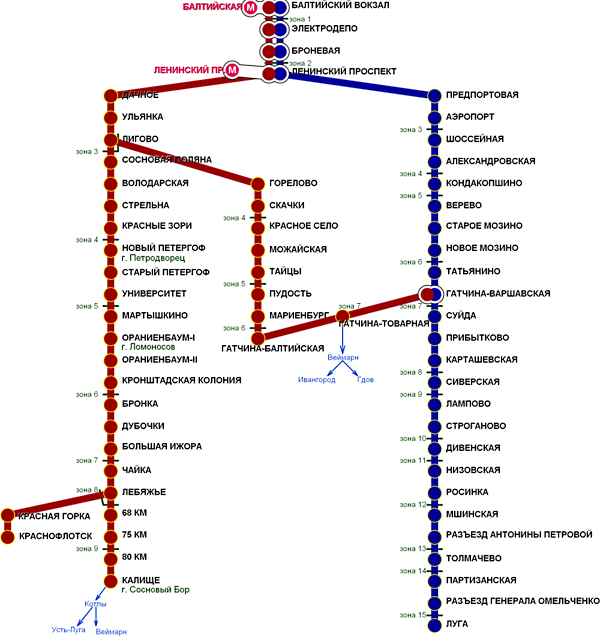 БАЛТИЙСКАЯ М БАЛТИЙСКИЙ ВОКЗАЛ
зона 1
ЭЛЕКТРОДЕПО
БРОНЕВАЯ
зона 2
ЛЕНИНСКИЙ ПР. М ЛЕНИНСКИЙ ПРОСПЕКТ
ДАЧНОЕ
УЛЬЯНКА
ЛИГОВО
зона 3
СОСНОВАЯ ПОЛЯНА
ВОЛОДАРСКАЯ
СТРЕЛЬНА
КРАСНЫЕ ЗОРИ
зона 4
НОВЫЙ ПЕТЕРГОФ
г. Петродворец
СТАРЫЙ ПЕТЕРГОФ
УНИВЕРСИТЕТ
зона 5
МАРТЫШКИНО
ОРАНИЕНБАУМ-I
г. Ломоносов
ОРАНИЕНБАУМ-II
КРОНШТАДСКАЯ КОЛОНИЯ
зона 6
БРОНКА
ДУБОЧКИ
БОЛЬШАЯ ИЖОРА
зона 7
ЧАЙКА
зона 8
ЛЕБЯЖЬЕ
КРАСНАЯ ГОРКА
КРАСНОФЛОТСК
68 КМ
75 КМ
зона 9
80 КМ
КАЛИЩЕ
г. Сосновый Бор
Котлы
Усть-Луга
Веймарн
ГОРЕЛОВО
СКАЧКИ
зона 4
КРАСНОЕ СЕЛО
МОЖАЙСКАЯ
ТАЙЦЫ
зона 5
ПУДОСТЬ
МАРИЕНБУРГ
зона 6
ГАТЧИНА-БАЛТИЙСКАЯ
зона 7
ГАТЧИНА-ТОВАРНАЯ
Веймарн
Ивангород
Гдов
ПРЕДПОРТОВАЯ
АЭРОПОРТ
зона 3
ШОССЕЙНАЯ
АЛЕКСАНДРОВСКАЯ
зона 4
КОНДАКОПШИНО
зона 5
ВЕРЕВО
СТАРОЕ МОЗИНО
НОВОЕ МОЗИНО
зона 6
ТАТЬЯНИНО
ГАТЧИНА-ВАРШАВСКАЯ
зона 7
СУЙДА
ПРИБЫТКОВО
КАРТАШЕВСКАЯ
зона 8
СИВЕРСКАЯ
зона 9
ЛАМПОВО
СТРОГАНОВО
зона 10
ДИВЕНСКАЯ
зона 11
НИЗОВСКАЯ
РОСИНКА
зона 12
МШИНСКАЯ
РАЗЪЕЗД АНТОНИНЫ ПЕТРОВОЙ
зона 13
ТОЛМАЧЕВО
зона 14
ПАРТИЗАНСКАЯ
РАЗЪЕЗД ГЕНЕРАЛА ОМЕЛЬЧЕНКО
зона 15
ЛУГА